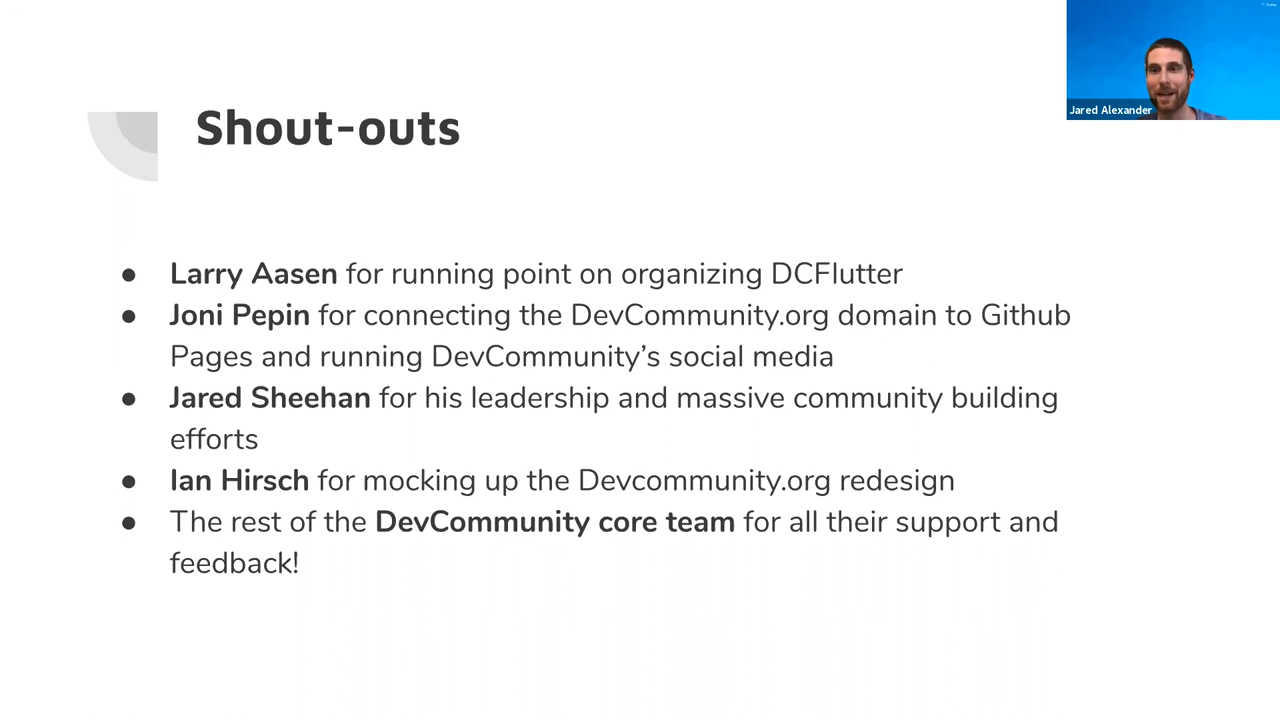 Shout-outs
Jared Alexander
● Larry Aasen for running point on organizing DCFlutter
● Joni Pepin for connecting the DevCommunity.org domain to Github
Pages and running DevCommunity’s social media
● Jared Sheehan for his leadership and massive community building
efforts
● Ian Hirsch for mocking up the Devcommunity.org redesign
● The rest of the DevCommunity core team for all their support and
feedback!